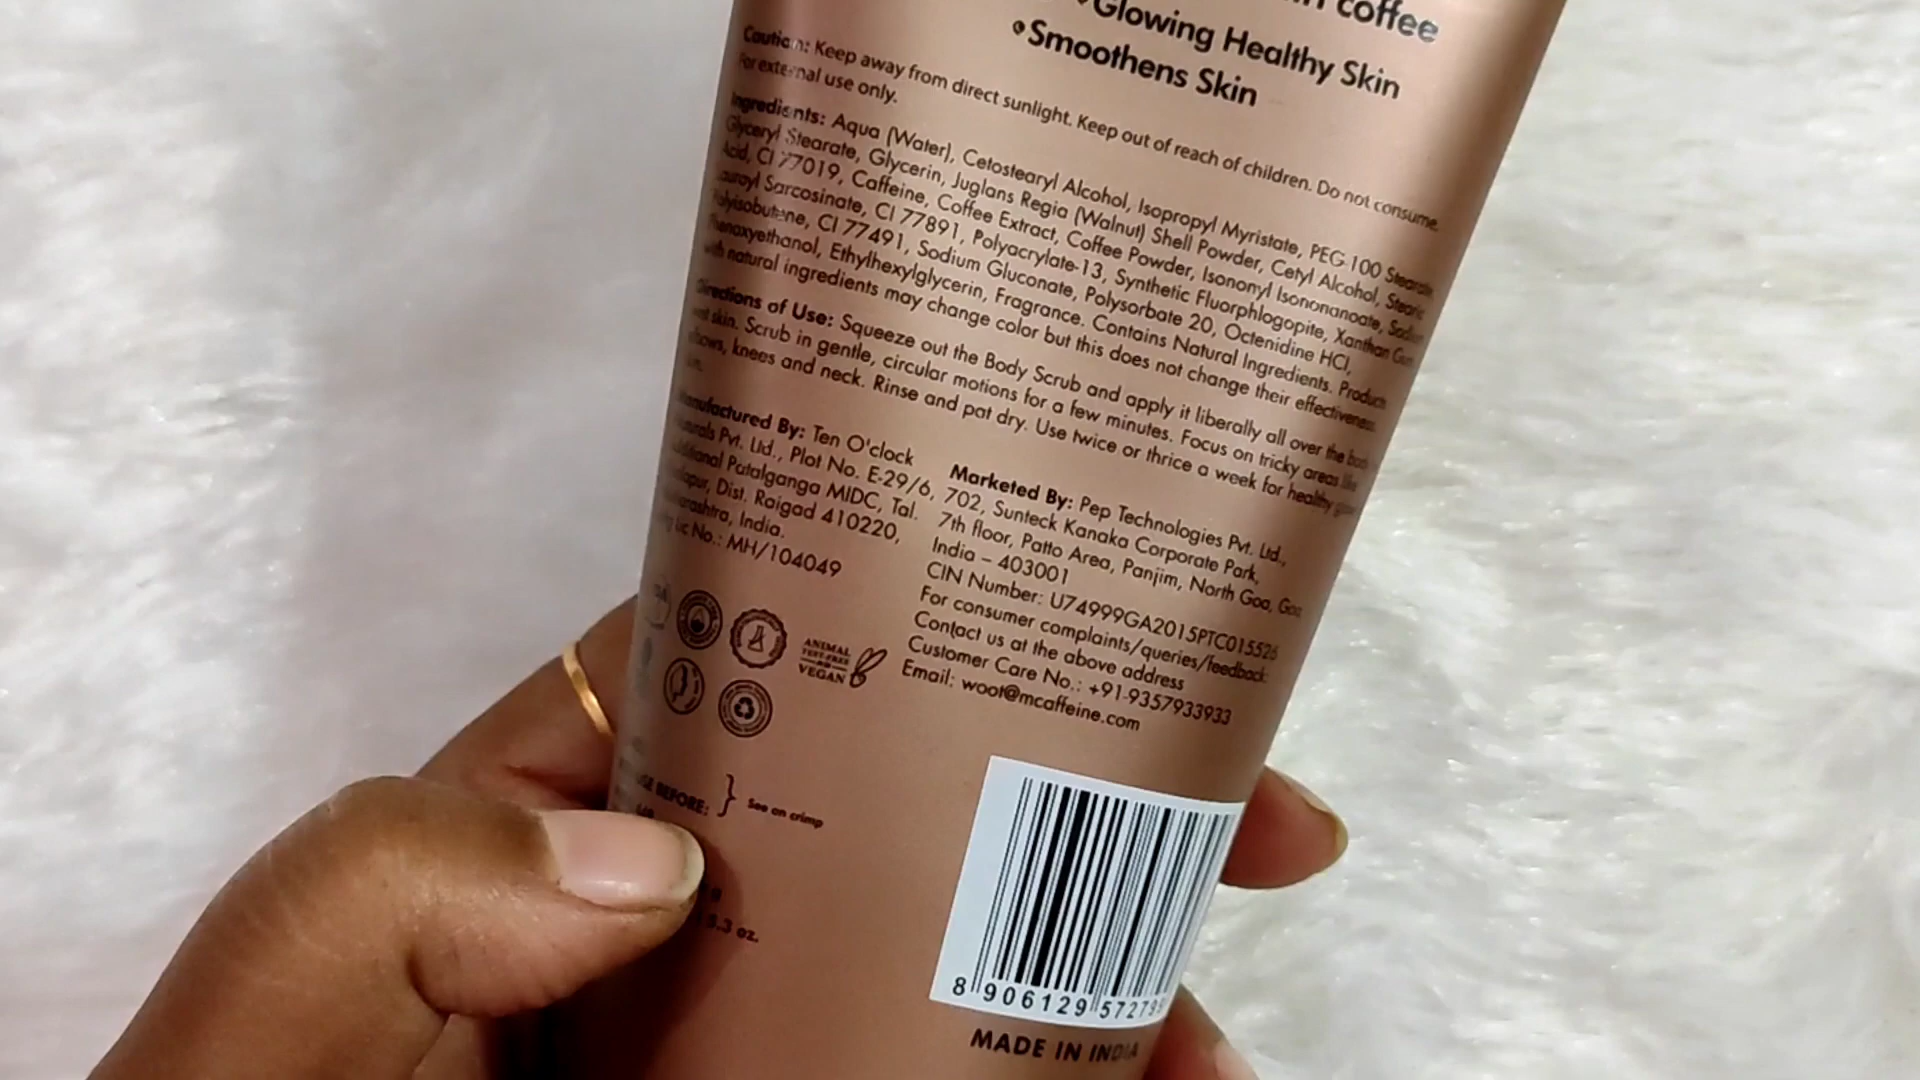 coffee
Glowing Healthy Skin
Smoothens Skin
Caution: Keep away from direct sunlight. Keep out of reach of children. Do not consume.
For external use only.
Ingredients: Aqua (Water), Cetostearyl Alcohol, Isopropyl Myristate, PEG 100 Stearate,
Glyceryl Stearate, Glycerin, Juglans Regia (Walnut) Shell Powder, Cetyl Alcohol, Stearic
Acid, CI 77019, Caffeine, Coffee Extract, Coffee Powder, Isononyl Isononanoate, Sodium
Lauroyl Sarcosinate, CI 77891, Polyacrylate-13, Synthetic Fluorphlogopite, Xanthan Gum
Polyisobutene, CI 77491, Sodium Gluconate, Polysorbate 20, Octenidine HCl,
Phenoxyethanol, Ethylhexylglycerin, Fragrance. Contains Natural Ingredients. Products
with natural ingredients may change color but this does not change their effectiveness.
Directions of Use: Squeeze out the Body Scrub and apply it liberally all over the body
wet skin. Scrub in gentle, circular motions for a few minutes. Focus on tricky areas like
elbows, knees and neck. Rinse and pat dry. Use twice or thrice a week for healthy
Manufactured By: Ten O'clock
Naturals Pvt. Ltd., Plot No. E-29/6,
Additional Patalganga MIDC, Tal.
Dist. Raigad 410220,
Maharashtra, India.
Lic No.: MH/104049
Marketed By: Pep Technologies Pvt. Ltd.,
702, Sunteck Kanaka Corporate Park,
7th floor, Patto Area, Panjim, North Goa, Goa
India – 403001
CIN Number: U74999GA2015PTC015526
For consumer complaints/queries/feedback:
Contact us at the above address
Customer Care No.: +91-9357933933
Email: woot@mcaffeine.com
ANIMAL
TEST-FREE
VEGAN
USE BEFORE:
See on crimp
g
5.3 oz.
8 906129 57279
MADE IN INDIA